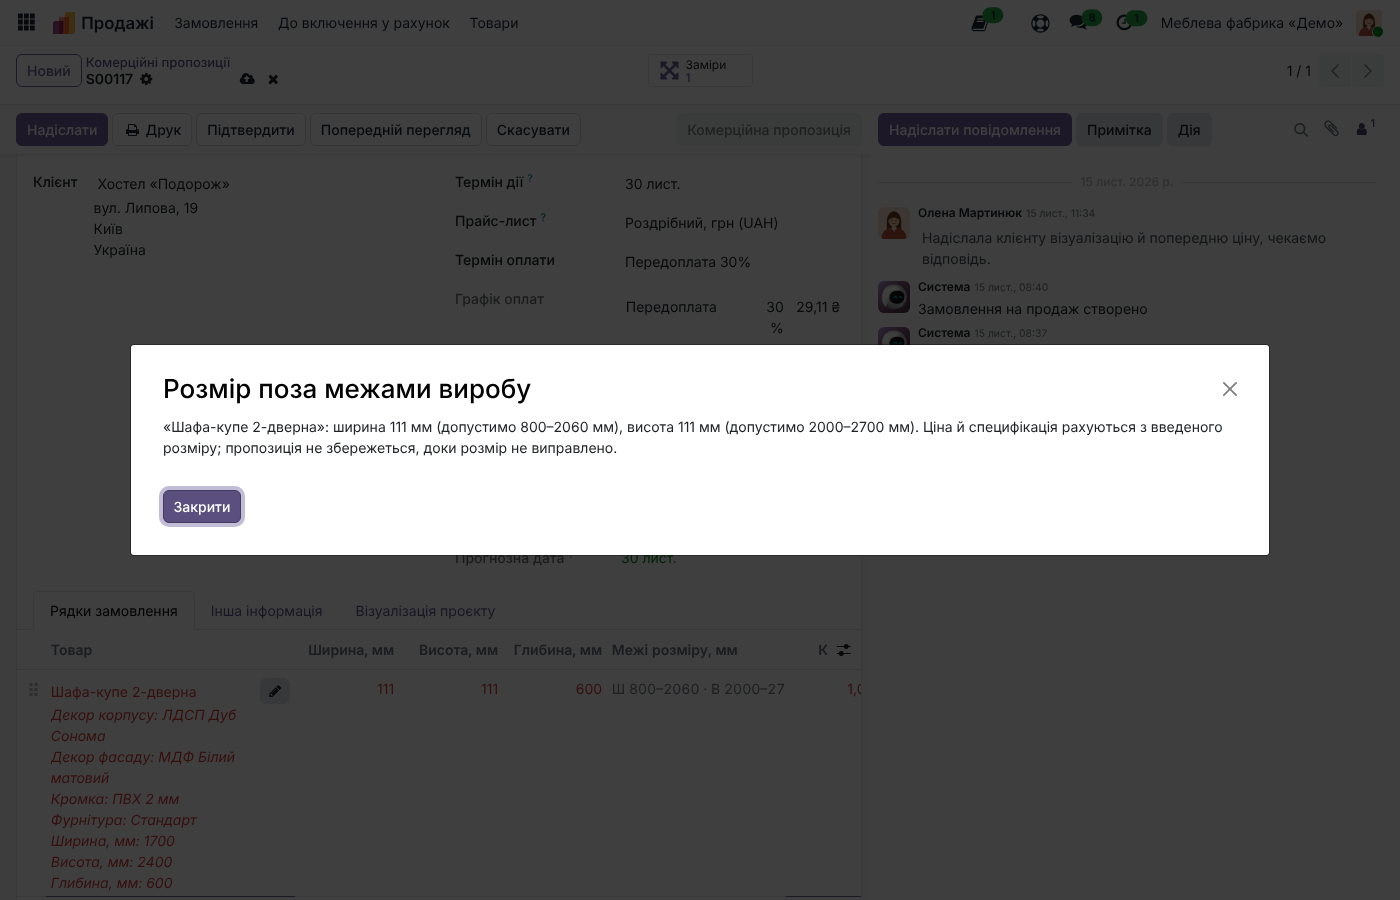 Продажі
Замовлення
До включення у рахунок
Товари
1
8
1
Меблева фабрика «Демо»
Новий
Комерційні пропозиції
S00117
Заміри
1
1 / 1
Надіслати
Друк
Підтвердити
Попередній перегляд
Скасувати
Комерційна пропозиція
Надіслати повідомлення
Примітка
Дія
1
Клієнт
Хостел «Подорож»
вул. Липова, 19
Київ
Україна
Термін дії ?
30 лист.
Прайс-лист ?
Роздрібний, грн (UAH)
Термін оплати
Передоплата 30%
Графік оплат
Передоплата
30 %
29,11 ₴
15 лист. 2026 р.
Олена Мартинюк 15 лист., 11:34
Надіслала клієнту візуалізацію й попередню ціну, чекаємо
відповідь.
Система 15 лист., 08:40
Замовлення на продаж створено
Система 15 лист., 08:37
Розмір поза межами виробу
«Шафа-купе 2-дверна»: ширина 111 мм (допустимо 800–2060 мм), висота 111 мм (допустимо 2000–2700 мм). Ціна й специфікація рахуються з введеного
розміру; пропозиція не збережеться, доки розмір не виправлено.
Закрити
Прогнозна дата
30 лист.
Рядки замовлення
Інша інформація
Візуалізація проєкту
Товар
Ширина, мм
Висота, мм
Глибина, мм
Межі розміру, мм
К
Шафа-купе 2-дверна
111
111
600
Ш 800–2060 · В 2000–27
1,0
Декор корпусу: ЛДСП Дуб
Сонома
Декор фасаду: МДФ Білий
матовий
Кромка: ПВХ 2 мм
Фурнітура: Стандарт
Ширина, мм: 1700
Висота, мм: 2400
Глибина, мм: 600